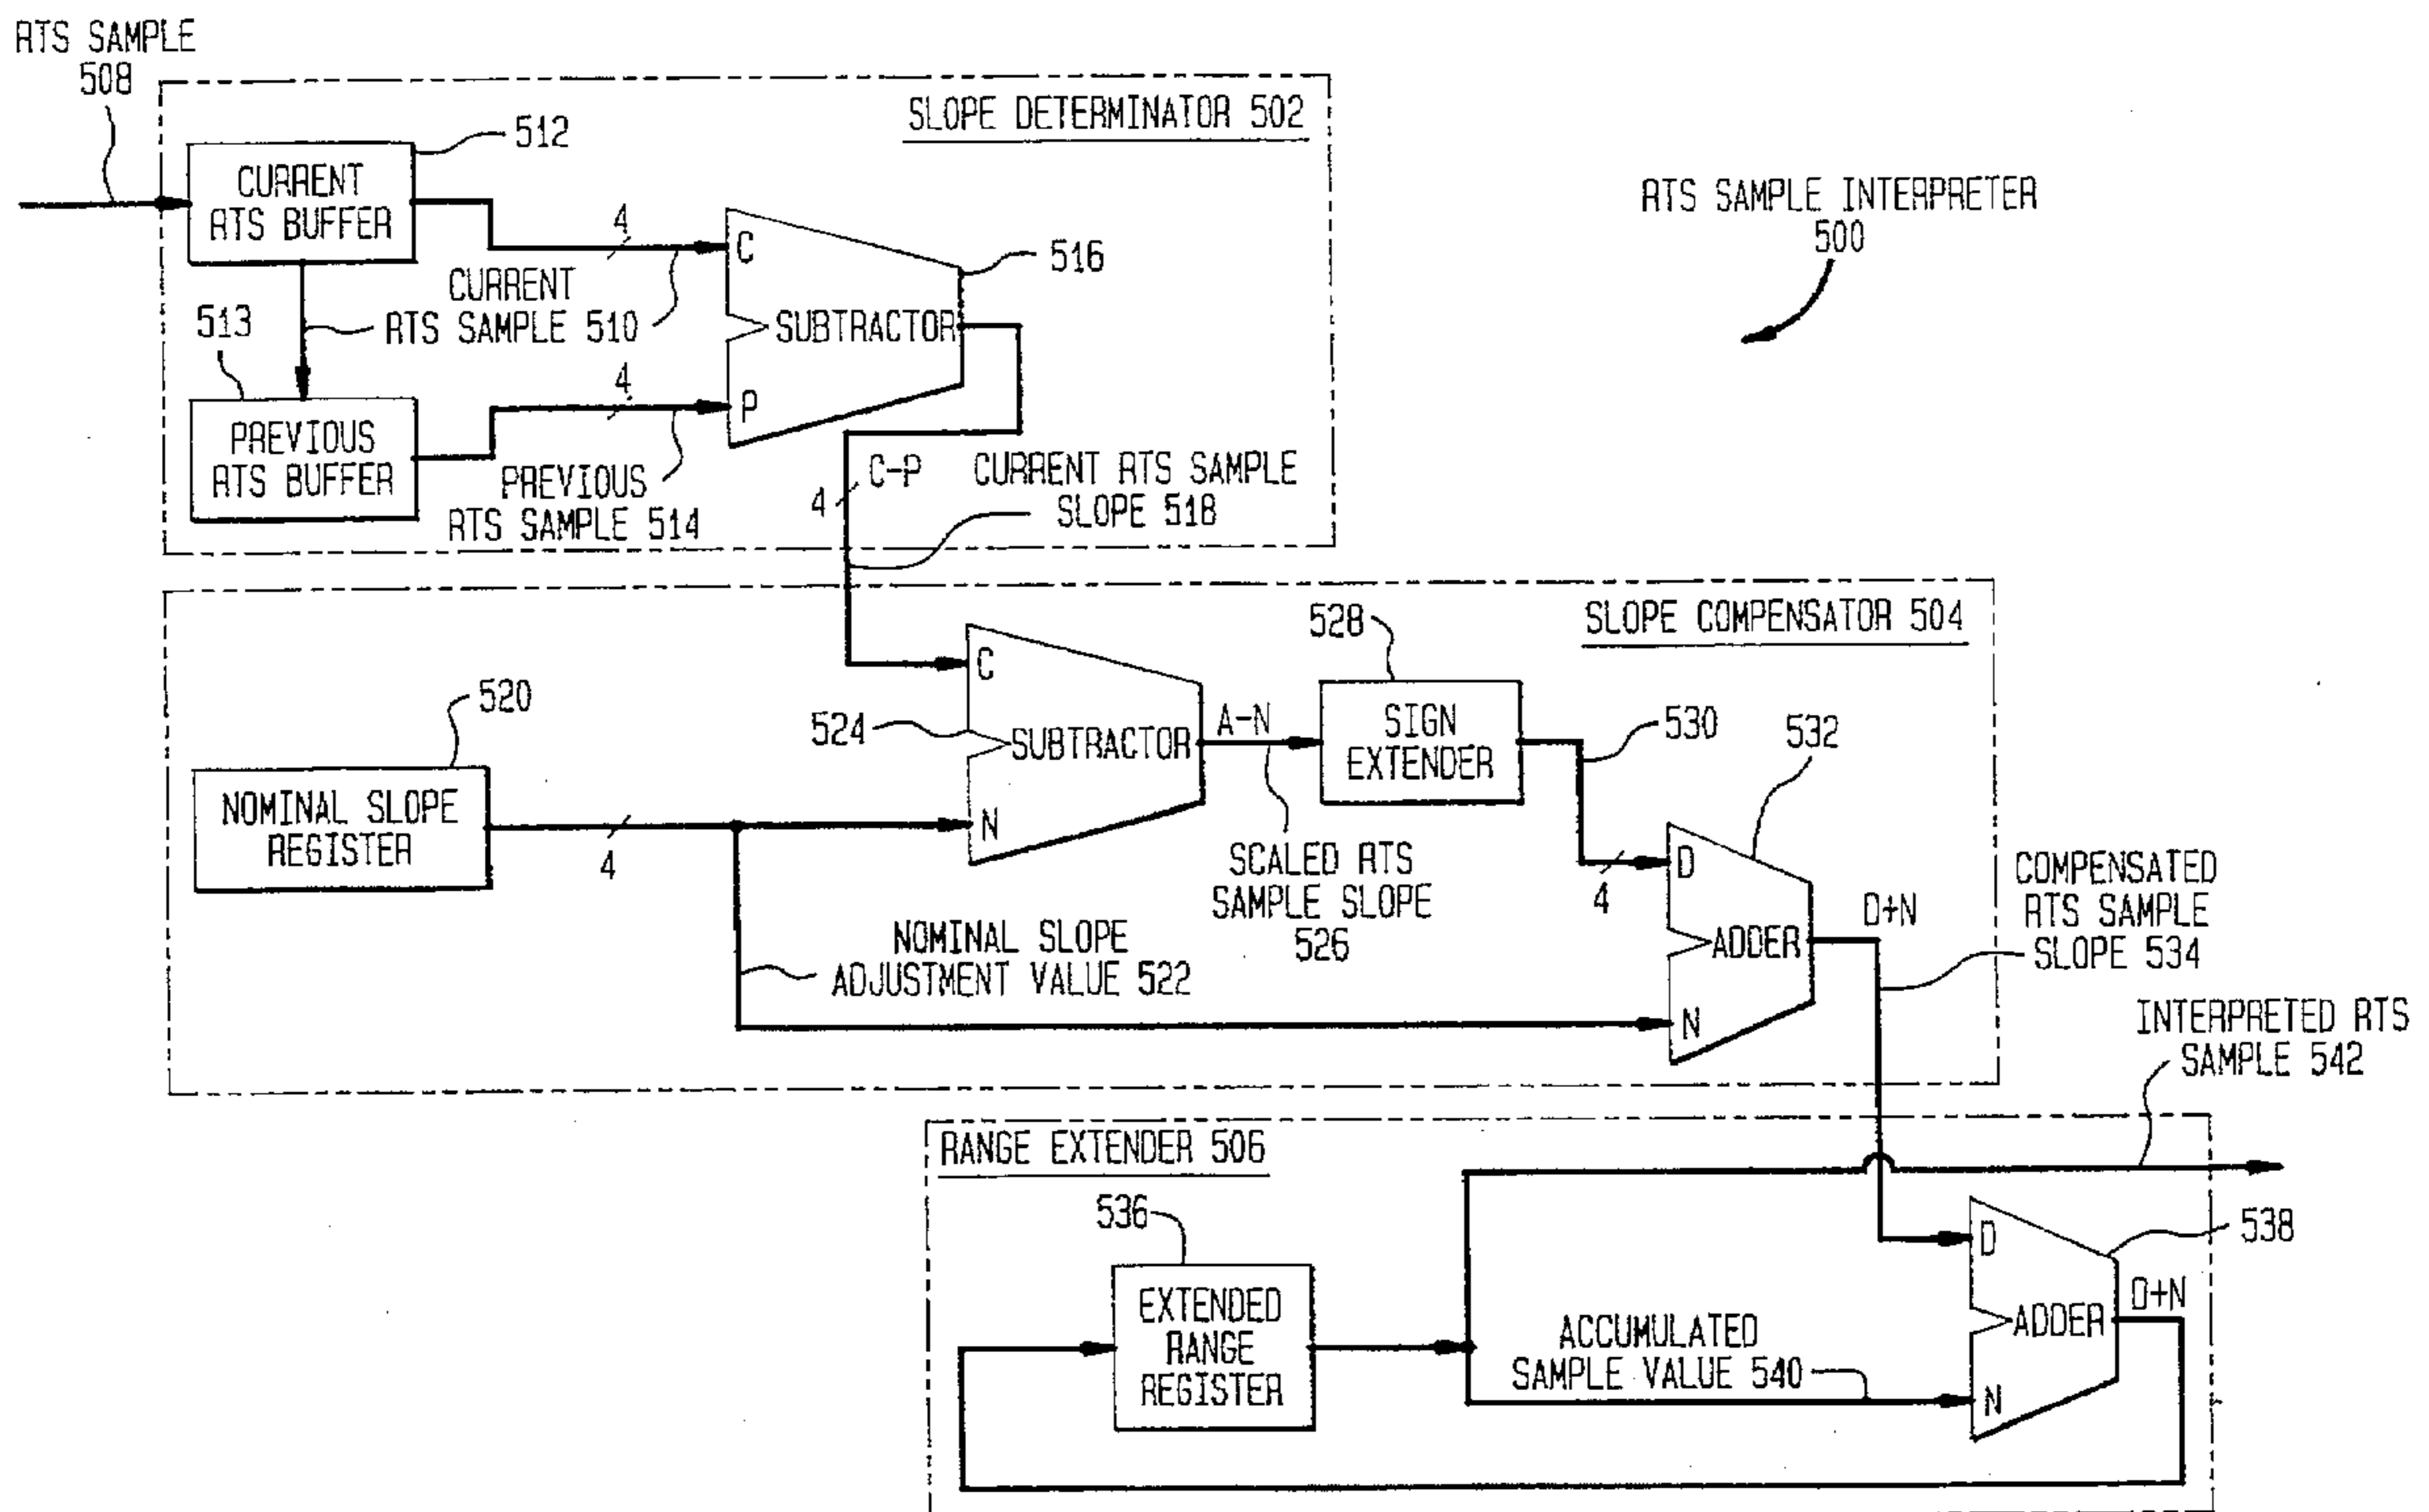 RTS SAMPLE
508
SLOPE DETERMINATOR 502
512
CURRENT
RTS BUFFER
4
C
516
RTS SAMPLE INTERPRETER
500
CURRENT
RTS SAMPLE 510
513
SUBTRACTOR
4
P
PREVIOUS
RTS BUFFER
PREVIOUS
RTS SAMPLE 514
C-P
4
CURRENT RTS SAMPLE
SLOPE 518
SLOPE COMPENSATOR 504
528
C
520
524
SUBTRACTOR
A-N
SIGN
EXTENDER
530
532
NOMINAL SLOPE
REGISTER
4
N
SCALED RTS
SAMPLE SLOPE
526
4
D
D+N
COMPENSATED
RTS SAMPLE
SLOPE 534
NOMINAL SLOPE
ADJUSTMENT VALUE 522
ADDER
N
INTERPRETED RTS
SAMPLE 542
RANGE EXTENDER 506
536
D
538
EXTENDED
RANGE
REGISTER
ACCUMULATED
SAMPLE VALUE 540
ADDER
D+N
N